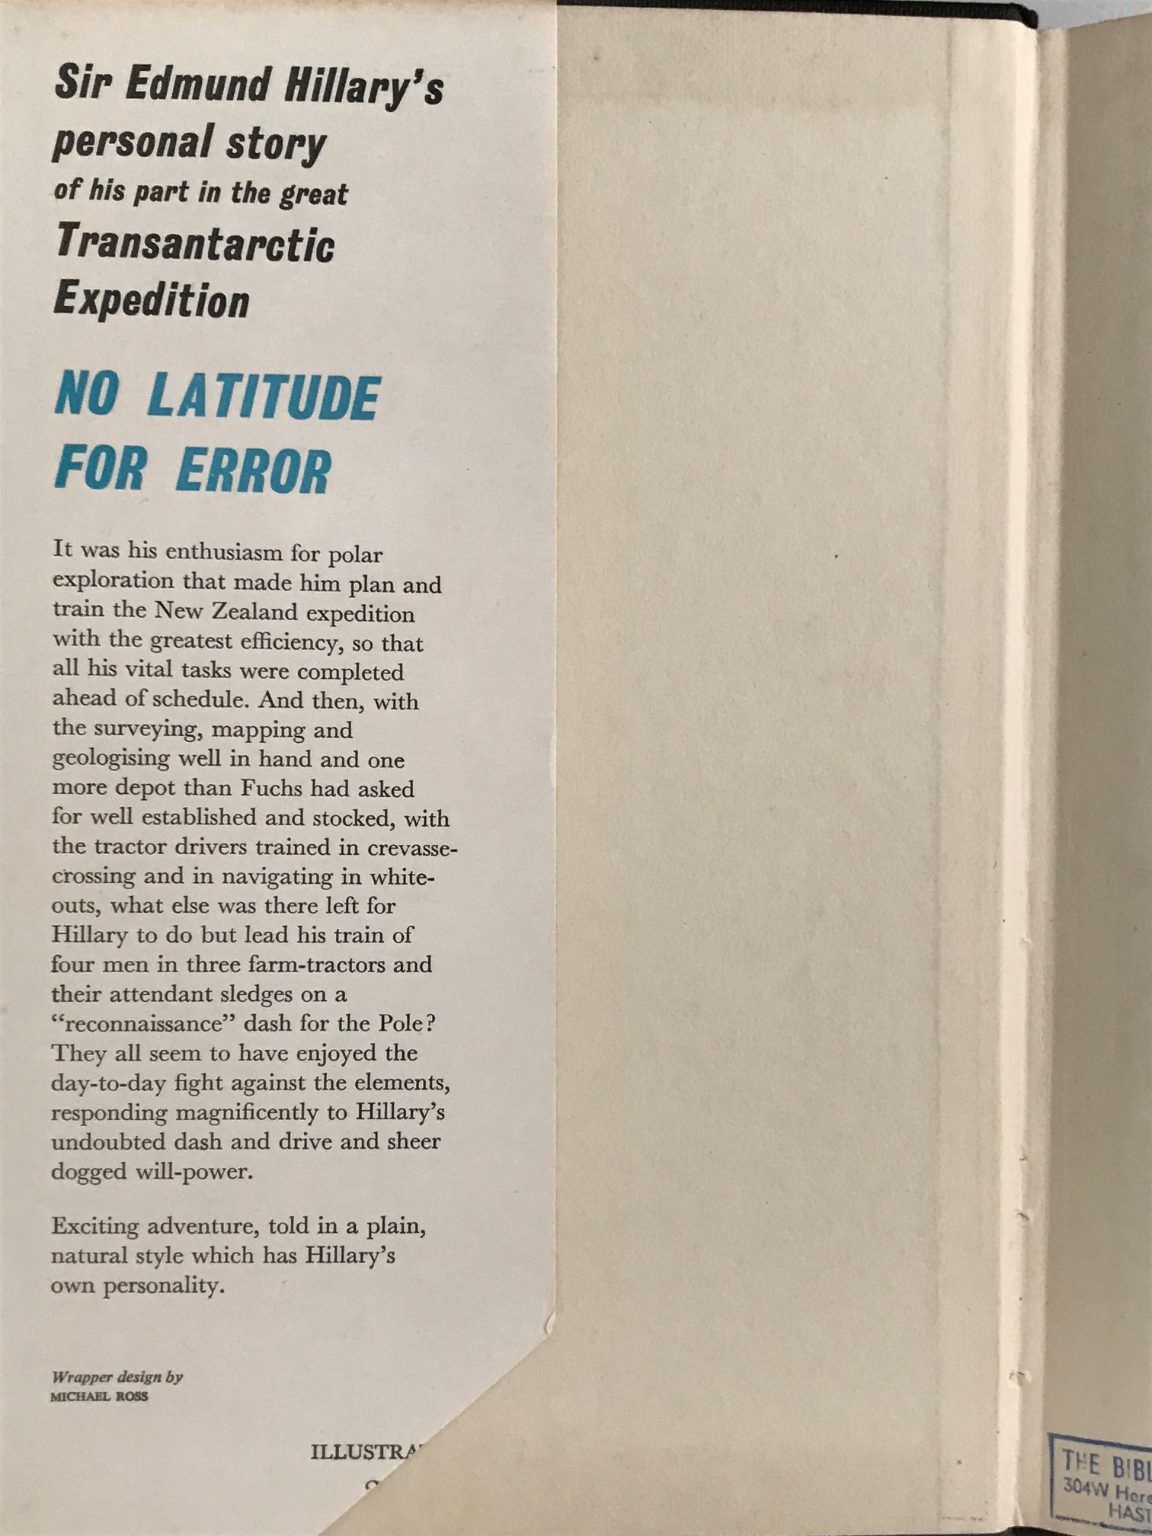 Sir Edmund Hillary's
personal story
of his part in the great
Transantarctic
Expedition
NO LATITUDE
FOR ERROR
It was his enthusiasm for polar
exploration that made him plan and
train the New Zealand expedition
with the greatest efficiency, so that
all his vital tasks were completed
ahead of schedule. And then, with
the surveying, mapping and
geologising well in hand and one
more depot than Fuchs had asked
for well established and stocked, with
the tractor drivers trained in crevasse-
crossing and in navigating in white-
outs, what else was there left for
Hillary to do but lead his train of
four men in three farm-tractors and
their attendant sledges on a
“reconnaissance” dash for the Pole?
They all seem to have enjoyed the
day-to-day fight against the elements,
responding magnificently to Hillary's
undoubted dash and drive and sheer
dogged will-power.
Exciting adventure, told in a plain,
natural style which has Hillary's
own personality.
Wrapper design by
MICHAEL ROSS
ILLUSTRA
THE BIBL
304W Here
HAST